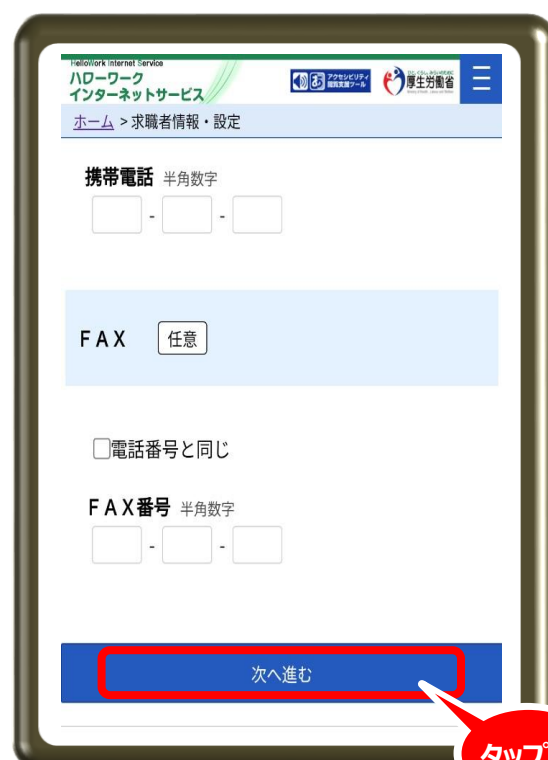 HelloWork Internet Service
ハローワーク
インターネットサービス
アクセシビリティ
閲覧支援ツール
厚生労働省
ホーム > 求職者情報・設定
携帯電話 半角数字
- -
ＦＡＸ 任意
電話番号と同じ
ＦＡＸ番号 半角数字
- -
次へ進む
タップ